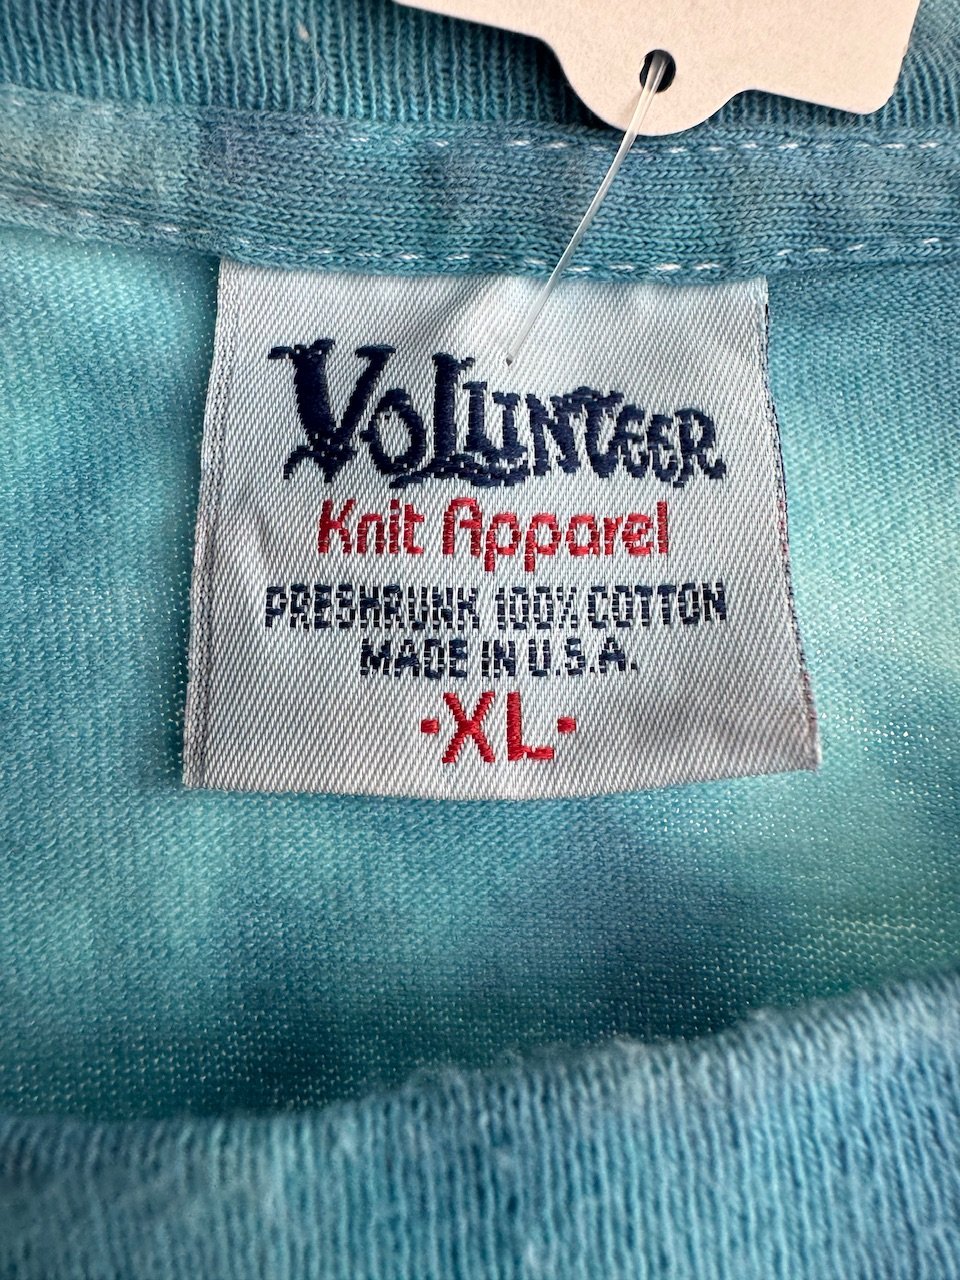 VOLUNTEER
Knit Apparel
PRESHRUNK 100% COTTON
MADE IN U.S.A.
·XL·